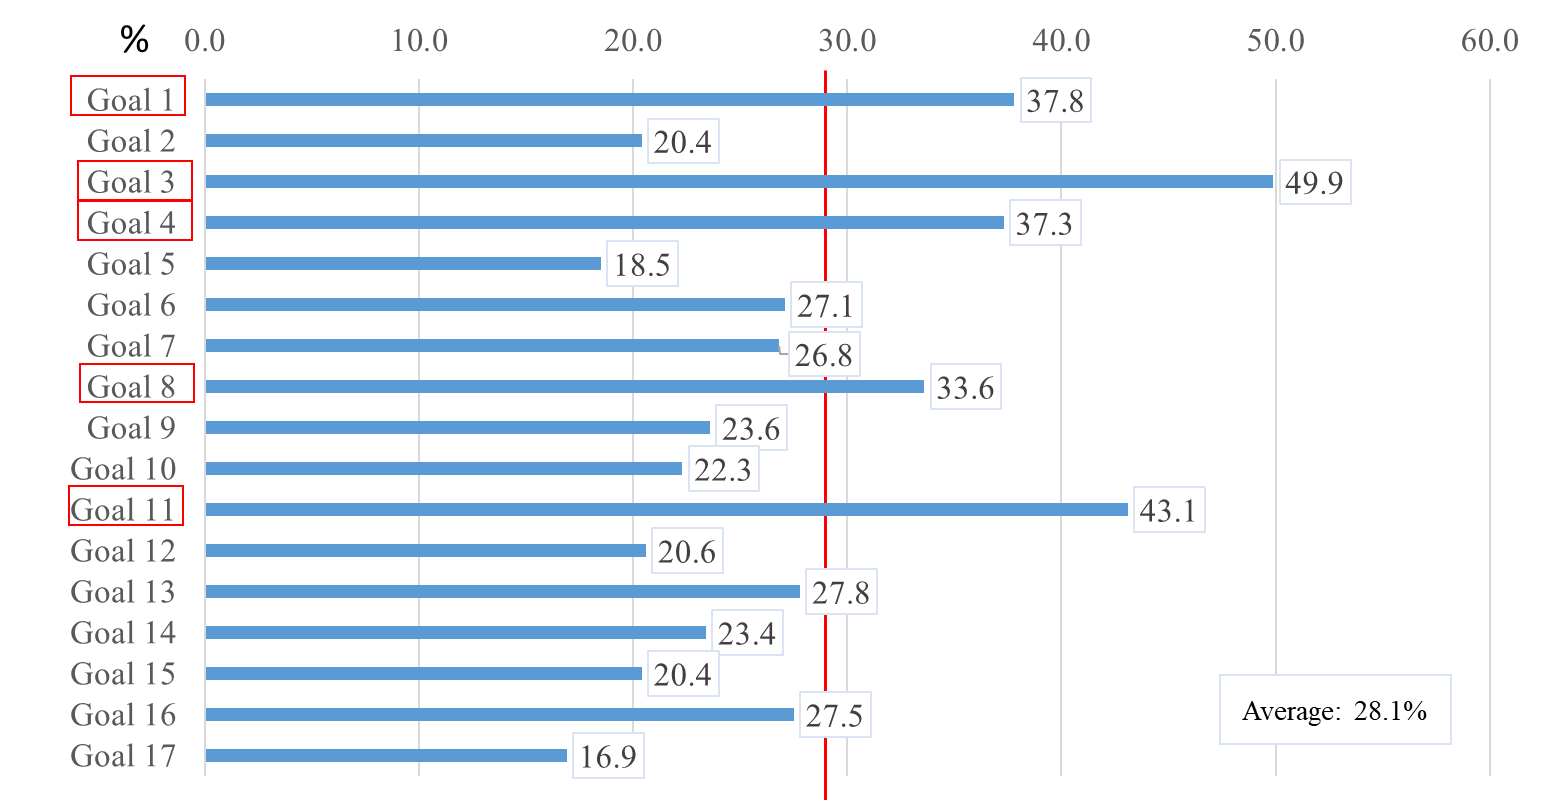 % 0.0 10.0 20.0 30.0 40.0 50.0 60.0
Goal 1 37.8
Goal 2 20.4
Goal 3 49.9
Goal 4 37.3
Goal 5 18.5
Goal 6 27.1
Goal 7 26.8
Goal 8 33.6
Goal 9 23.6
Goal 10 22.3
Goal 11 43.1
Goal 12 20.6
Goal 13 27.8
Goal 14 23.4
Goal 15 20.4
Goal 16 27.5
Average: 28.1%
Goal 17 16.9